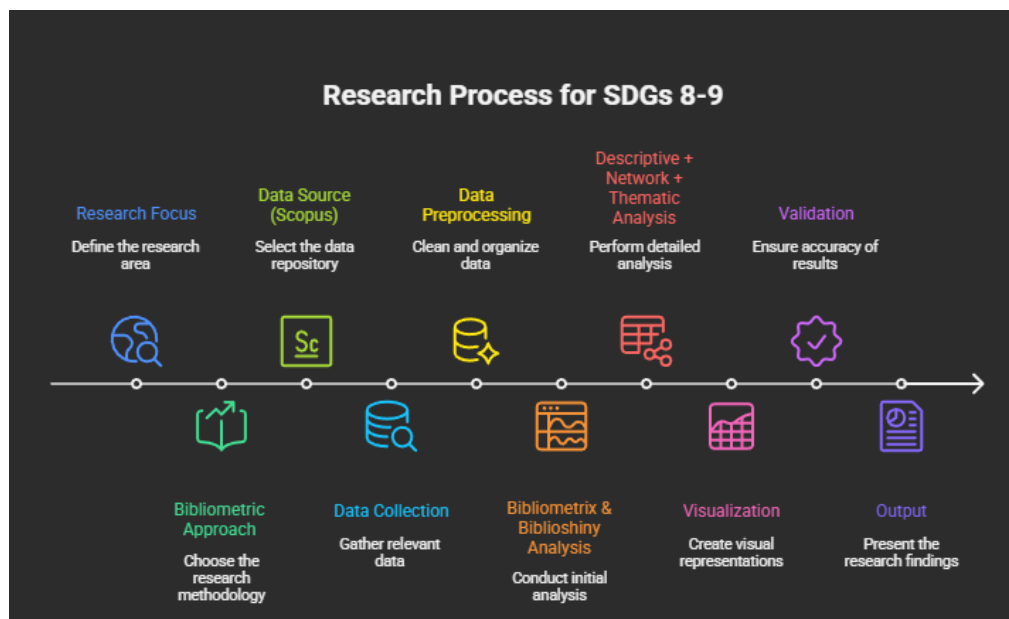 Research Process for SDGs 8-9
Research Focus
Define the research
area
Bibliometric
Approach
Choose the
research
methodology
Data Source
(Scopus)
Select the data
repository
Sc
Data Collection
Gather relevant
data
Data
Preprocessing
Clean and organize
data
Bibliometrix &
Biblioshiny
Analysis
Conduct initial
analysis
Descriptive +
Network +
Thematic
Analysis
Perform detailed
analysis
Visualization
Create visual
representations
Validation
Ensure accuracy of
results
Output
Present the
research findings